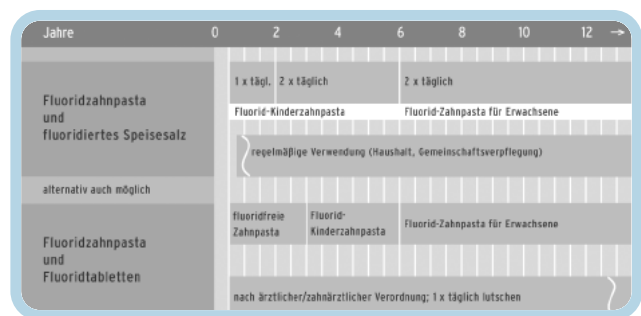 Jahre 0 2 4 6 8 10 12 →
1 x tägl. 2 x täglich 2 x täglich
Fluorid-Kinderzahnpasta Fluorid-Zahnpasta für Erwachsene
Fluoridzahnpasta
und
fluoridiertes Speisesalz
regelmäßige Verwendung (Haushalt, Gemeinschaftsverpflegung)
alternativ auch möglich
fluoridfreie
Zahnpasta
Fluorid-
Kinderzahnpasta
Fluorid-Zahnpasta für Erwachsene
Fluoridzahnpasta
und
Fluoridtabletten
nach ärztlicher/zahnärztlicher Verordnung; 1 x täglich lutschen